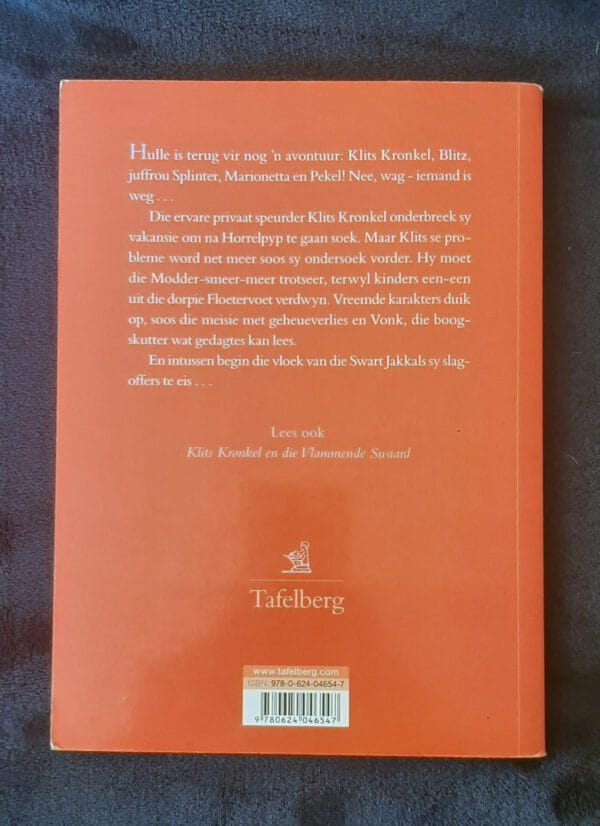 Hulle is terug vir nog 'n avontuur: Klits Kronkel, Blitz,
juffrou Splinter, Marionetta en Pekel! Nee, wag - iemand is
weg . . .
Die ervare privaat speurder Klits Kronkel onderbreek sy
vakansie om na Horrelpyp te gaan soek. Maar Klits se pro-
bleme word net meer soos sy ondersoek vorder. Hy moet
die Modder-smeer-meer trotseer, terwyl kinders een-een
uit die dorpie Floetervoet verdwyn. Vreemde karakters duik
op, soos die meisie met geheueverlies en Vonk, die boog-
skutter wat gedagtes kan lees.
En intussen begin die vloek van die Swart Jakkals sy slag-
offers te eis . . .
Lees ook
Klits Kronkel en die Vlammende Swaard
Tafelberg
www.tafelberg.com
ISBN: 978-0-624-04654-7
9 780624 046547